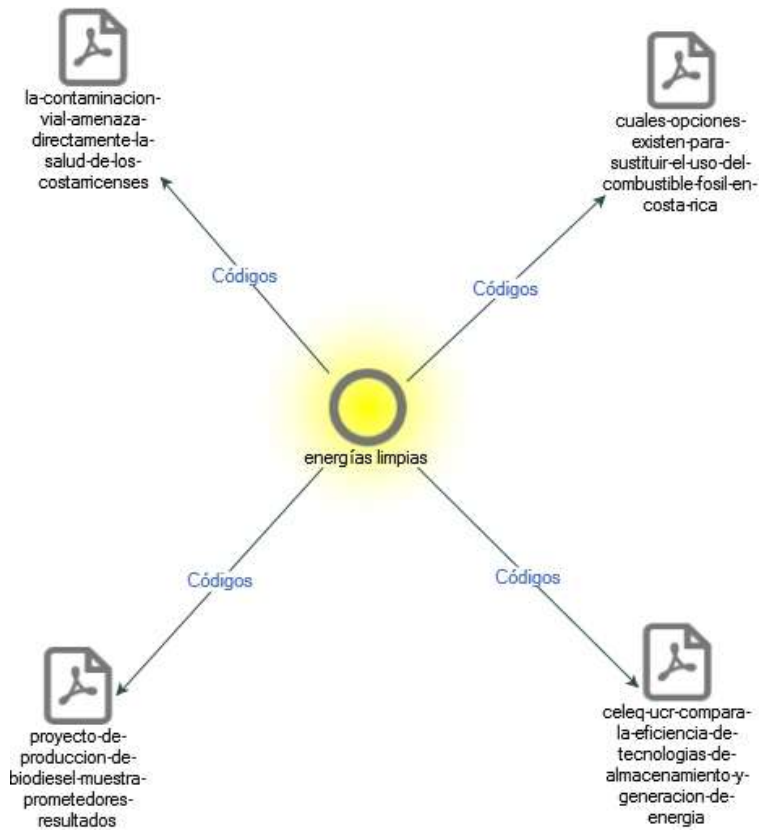 la-contaminacion-
vial-amenaza-
directamente-la-
salud-de-los-
costarricenses
cuales-opciones-
existen-para-
sustituir-el-uso-del-
combustible-fosil-en-
costa-rica
Códigos
Códigos
energías limpias
Códigos
Códigos
proyecto-de-
produccion-de-
biodiesel-muestra-
prometedores-
resultados
celeq-ucr-compara-
la-eficiencia-de-
tecnologias-de-
almacenamiento-y-
generacion-de-
energia